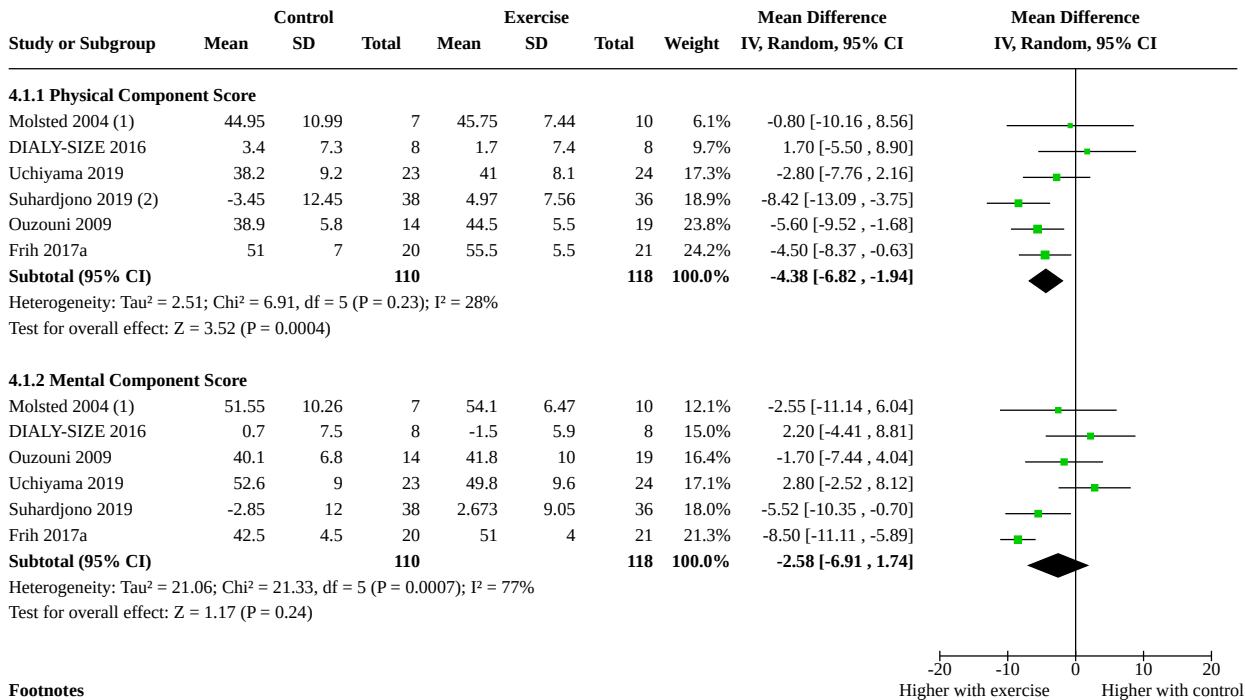 Control Exercise Mean Difference Mean Difference
Study or Subgroup Mean SD Total Mean SD Total Weight IV, Random, 95% CI IV, Random, 95% CI
4.1.1 Physical Component Score
Molsted 2004 (1) 44.95 10.99 7 45.75 7.44 10 6.1% -0.80 [-10.16 , 8.56]
DIALY-SIZE 2016 3.4 7.3 8 1.7 7.4 8 9.7% 1.70 [-5.50 , 8.90]
Uchiyama 2019 38.2 9.2 23 41 8.1 24 17.3% -2.80 [-7.76 , 2.16]
Suhardjono 2019 (2) -3.45 12.45 38 4.97 7.56 36 18.9% -8.42 [-13.09 , -3.75]
Ouzouni 2009 38.9 5.8 14 44.5 5.5 19 23.8% -5.60 [-9.52 , -1.68]
Frih 2017a 51 7 20 55.5 5.5 21 24.2% -4.50 [-8.37 , -0.63]
Subtotal (95% CI) 110 118 100.0% -4.38 [-6.82 , -1.94]
Heterogeneity: Tau² = 2.51; Chi² = 6.91, df = 5 (P = 0.23); I² = 28%
Test for overall effect: Z = 3.52 (P = 0.0004)
4.1.2 Mental Component Score
Molsted 2004 (1) 51.55 10.26 7 54.1 6.47 10 12.1% -2.55 [-11.14 , 6.04]
DIALY-SIZE 2016 0.7 7.5 8 -1.5 5.9 8 15.0% 2.20 [-4.41 , 8.81]
Ouzouni 2009 40.1 6.8 14 41.8 10 19 16.4% -1.70 [-7.44 , 4.04]
Uchiyama 2019 52.6 9 23 49.8 9.6 24 17.1% 2.80 [-2.52 , 8.12]
Suhardjono 2019 -2.85 12 38 2.673 9.05 36 18.0% -5.52 [-10.35 , -0.70]
Frih 2017a 42.5 4.5 20 51 4 21 21.3% -8.50 [-11.11 , -5.89]
Subtotal (95% CI) 110 118 100.0% -2.58 [-6.91 , 1.74]
Heterogeneity: Tau² = 21.06; Chi² = 21.33, df = 5 (P = 0.0007); I² = 77%
Test for overall effect: Z = 1.17 (P = 0.24)
-20 -10 0 10 20
Footnotes Higher with exercise Higher with control